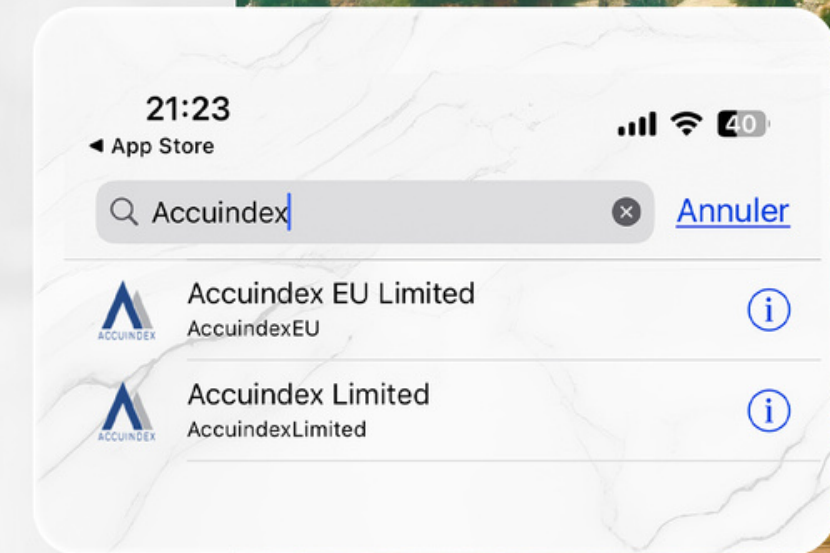 21:23
40
◀ App Store
Accuindex
Annuler
ACCUINDEX
Accuindex EU Limited
AccuindexEU
ACCUINDEX
Accuindex Limited
AccuindexLimited